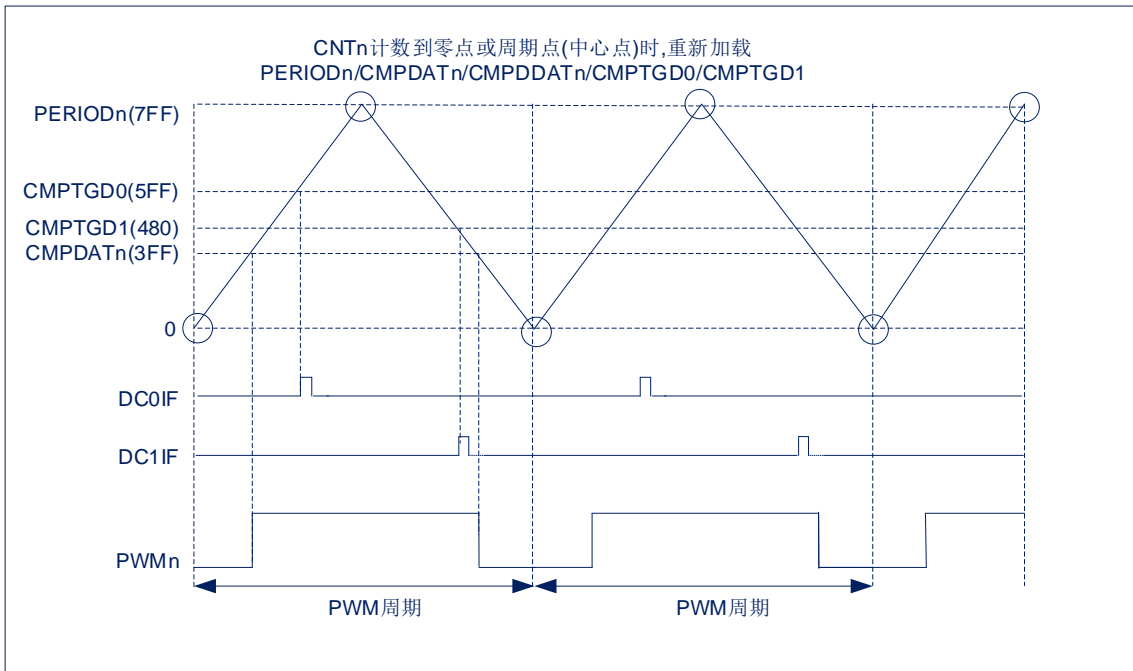 CNTn计数到零点或周期点(中心点)时,重新加载
PERIODn/CMPDATn/CMPDDATn/CMPTGD0/CMPTGD1
PERIODn(7FF)
CMPTGD0(5FF)
CMPTGD1(480)
CMPDATn(3FF)
0
DC0IF
DC1IF
PWMn
PWM周期
PWM周期